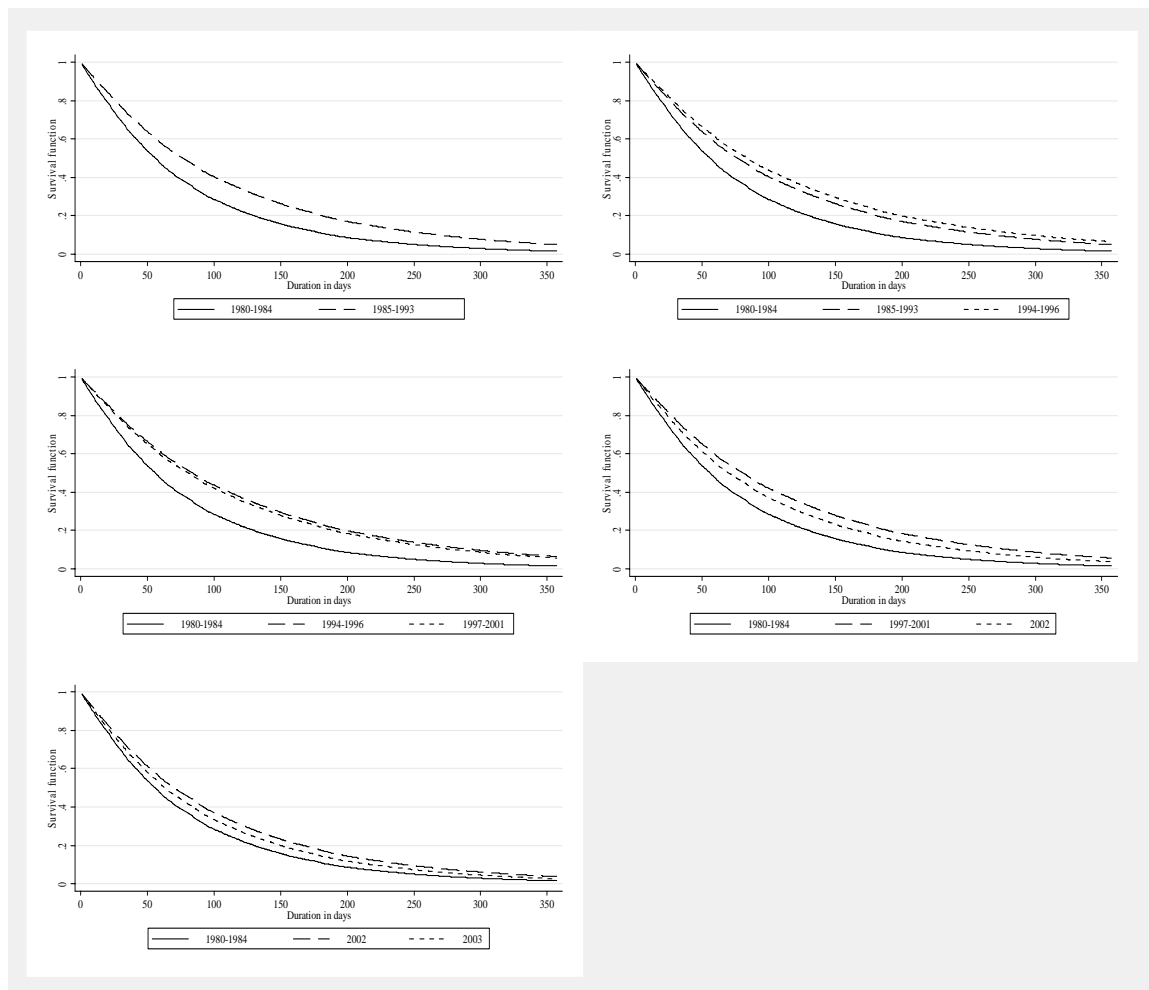 Survival function
1
.8
.6
.4
.2
0
0 50 100 150 200 250 300 350
Duration in days
1980-1984 1985-1993
Survival function
1
.8
.6
.4
.2
0
0 50 100 150 200 250 300 350
Duration in days
1980-1984 1985-1993 1994-1996
Survival function
1
.8
.6
.4
.2
0
0 50 100 150 200 250 300 350
Duration in days
1980-1984 1994-1996 1997-2001
Survival function
1
.8
.6
.4
.2
0
0 50 100 150 200 250 300 350
Duration in days
1980-1984 1997-2001 2002
Survival function
1
.8
.6
.4
.2
0
0 50 100 150 200 250 300 350
Duration in days
1980-1984 2002 2003